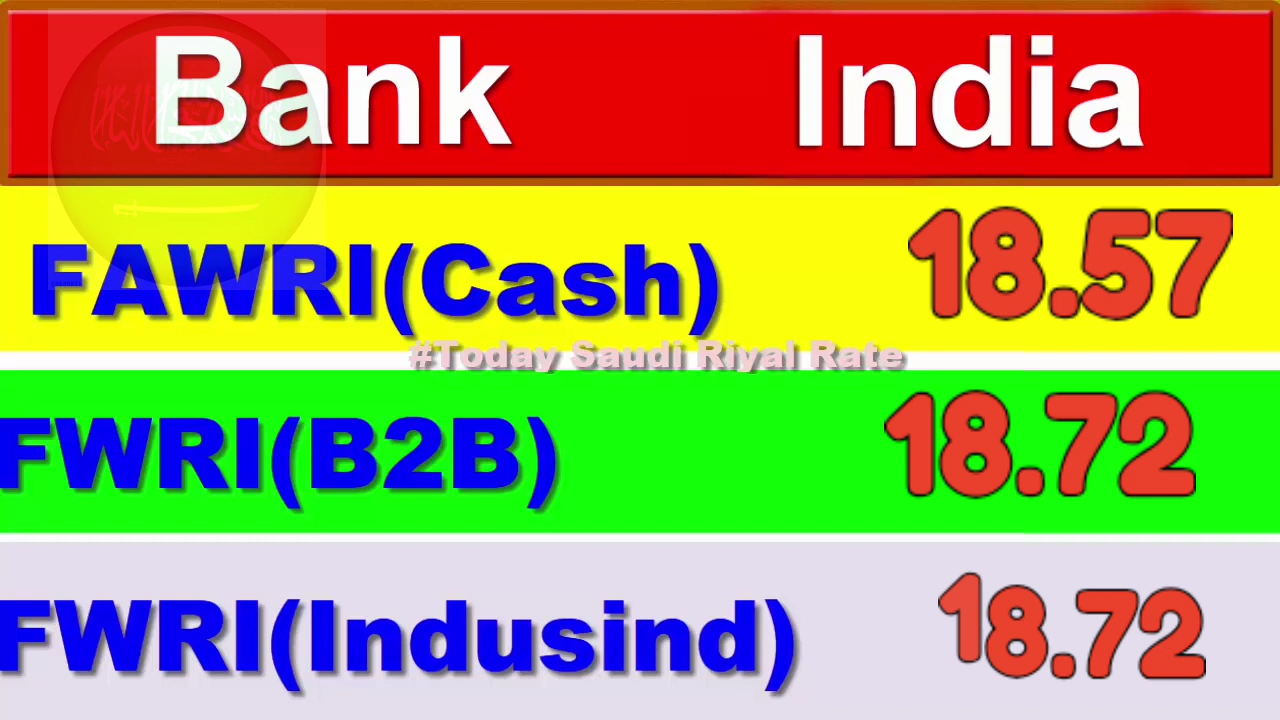 Bank India
FAWRI(Cash) 18.57
#Today Saudi Riyal Rate
FWRI(B2B) 18.72
FWRI(Indusind) 18.72